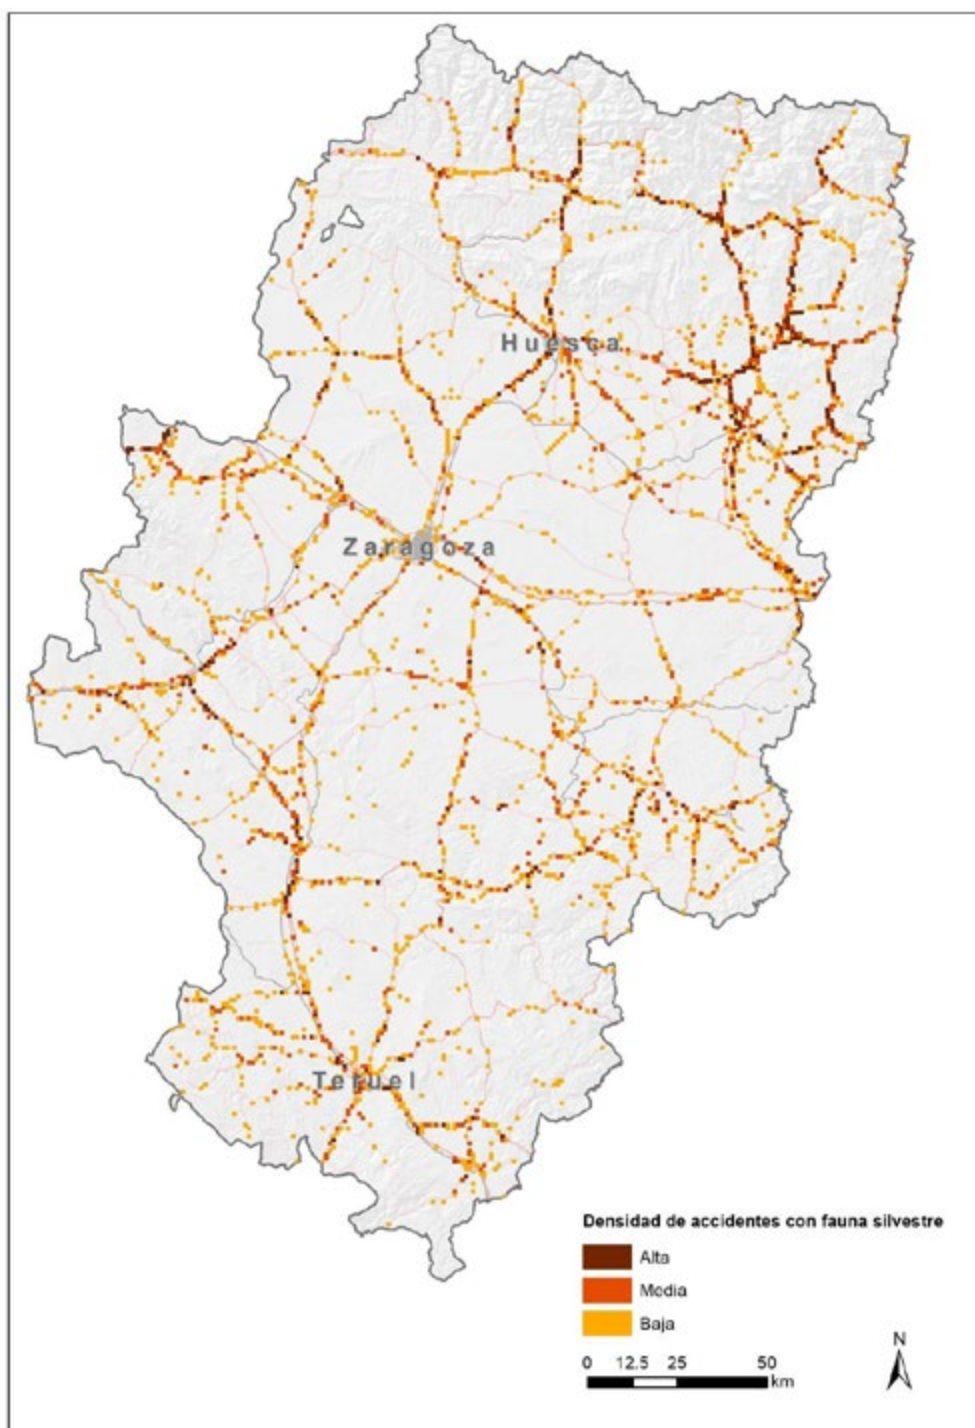 Huesca
Zaragoza
Teruel
Densidad de accidentes con fauna silvestre
Alta
Media
Baja
N
0 12.5 25 50
km